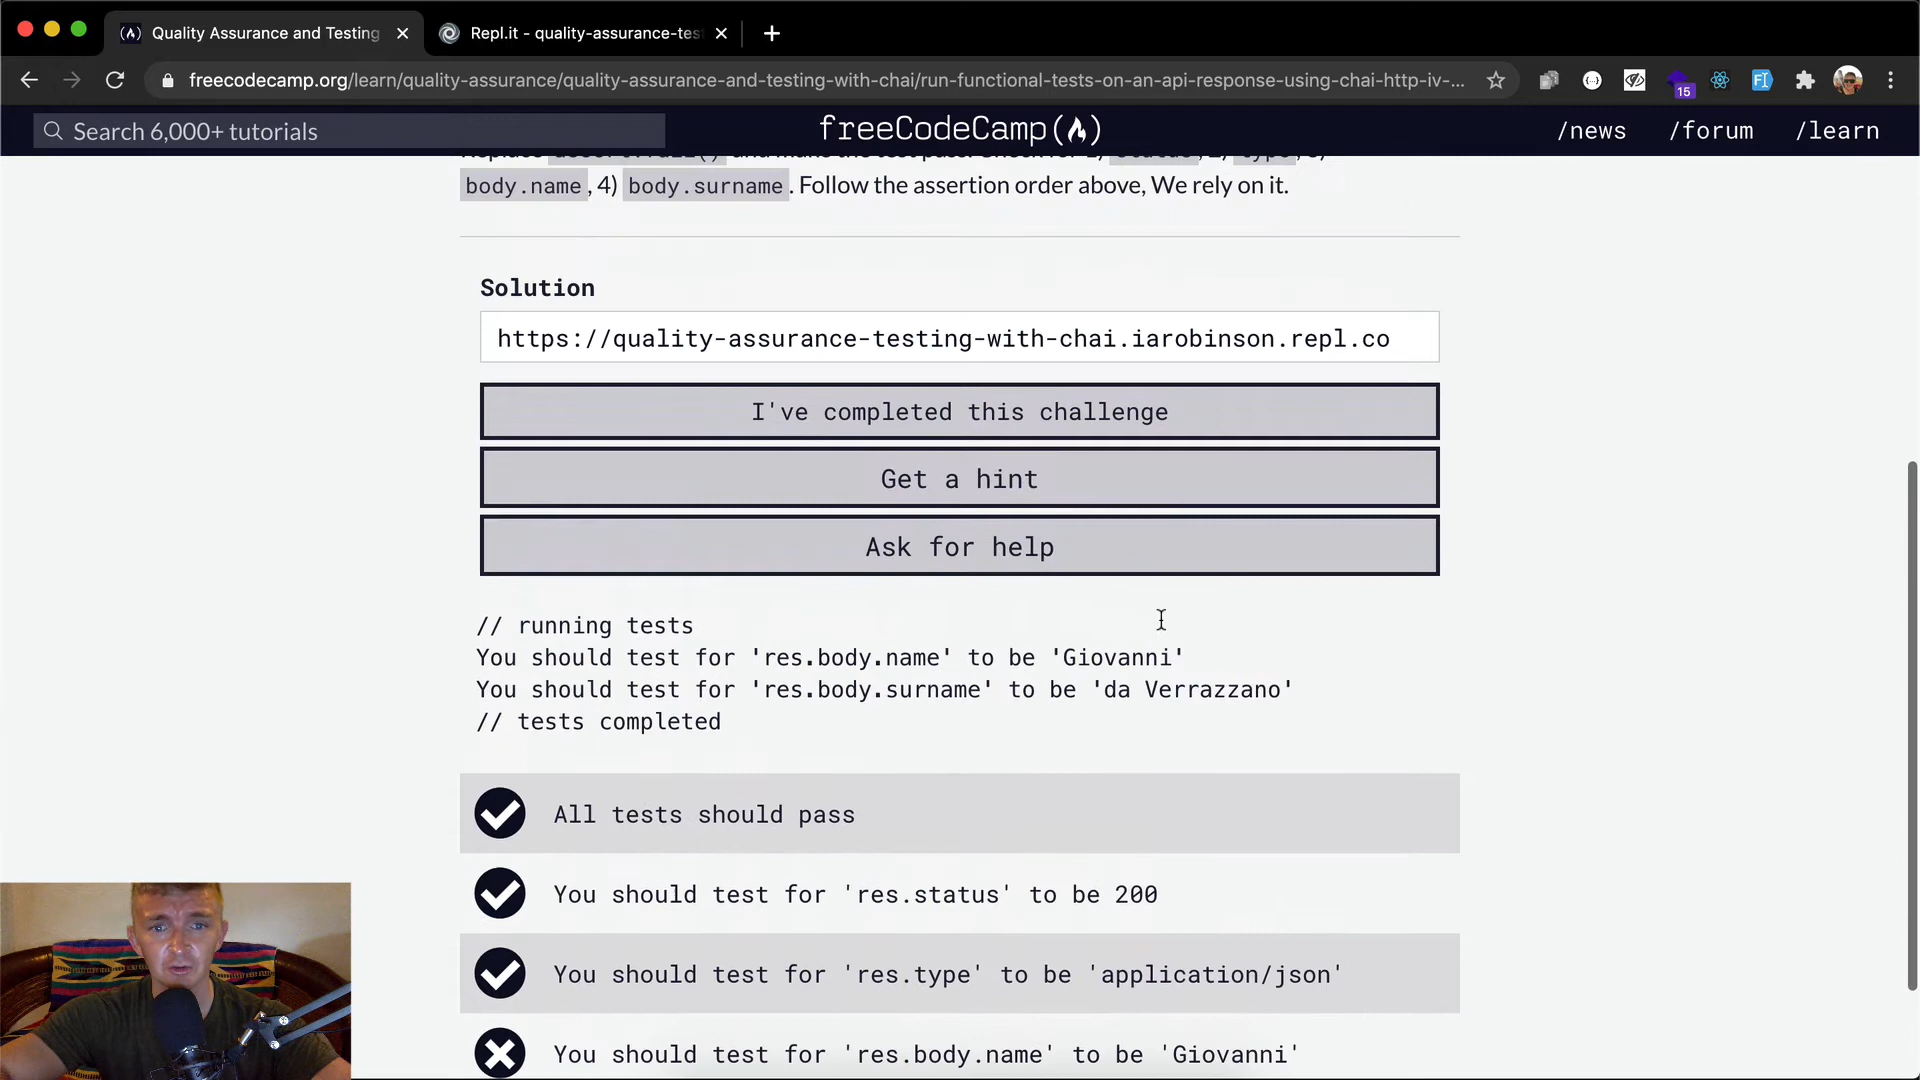 Quality Assurance and Testing
Repl.it - quality-assurance-tes
freecodecamp.org/learn/quality-assurance/quality-assurance-and-testing-with-chai/run-functional-tests-on-an-api-response-using-chai-http-iv-...
15
Search 6,000+ tutorials
freeCodeCamp
/news
/forum
/learn
body.name, 4) body.surname. Follow the assertion order above, We rely on it.
Solution
https://quality-assurance-testing-with-chai.iarobinson.repl.co
I've completed this challenge
Get a hint
Ask for help
// running tests
You should test for 'res.body.name' to be 'Giovanni'
You should test for 'res.body.surname' to be 'da Verrazzano'
// tests completed
All tests should pass
You should test for 'res.status' to be 200
You should test for 'res.type' to be 'application/json'
You should test for 'res.body.name' to be 'Giovanni'